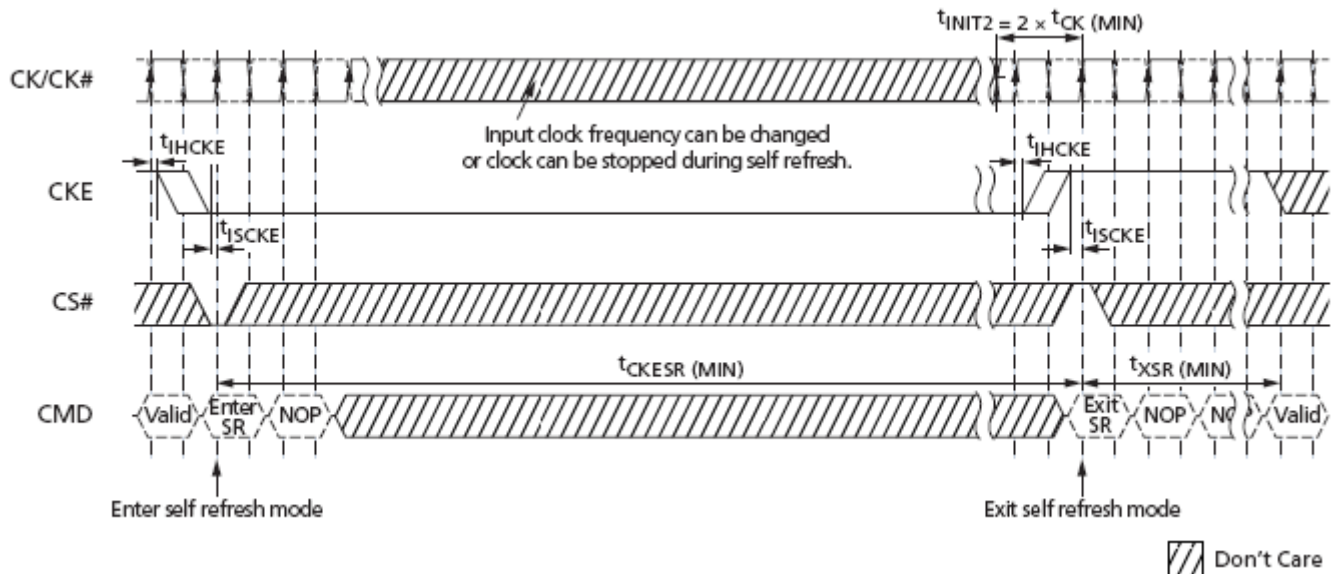 tINIT2 = 2 × tCK (MIN)
CK/CK#
Input clock frequency can be changed
or clock can be stopped during self refresh.
tIHCKE
tIHCKE
CKE
tISCKE
tISCKE
CS#
tCKESR (MIN)
tXSR (MIN)
CMD
Valid
Enter
SR
NOP
Exit
SR
NOP
NOP
Valid
Enter self refresh mode
Exit self refresh mode
Don't Care